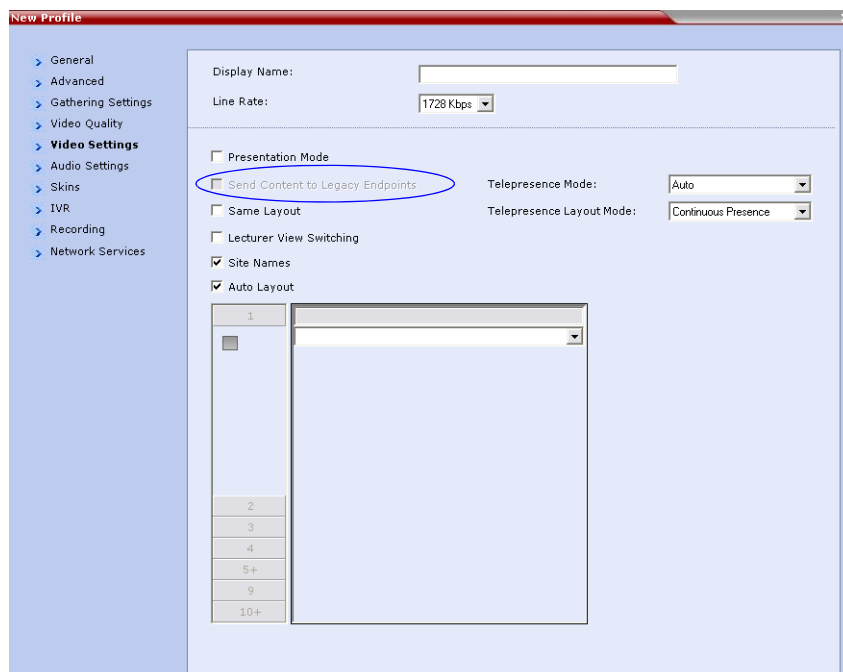 New Profile
General
Advanced
Gathering Settings
Video Quality
Video Settings
Audio Settings
Skins
IVR
Recording
Network Services
Display Name:
Line Rate: 1728 Kbps
Presentation Mode
Send Content to Legacy Endpoints
Telepresence Mode: Auto
Same Layout
Telepresence Layout Mode: Continuous Presence
Lecturer View Switching
Site Names
Auto Layout
1
2
3
4
5+
9
10+